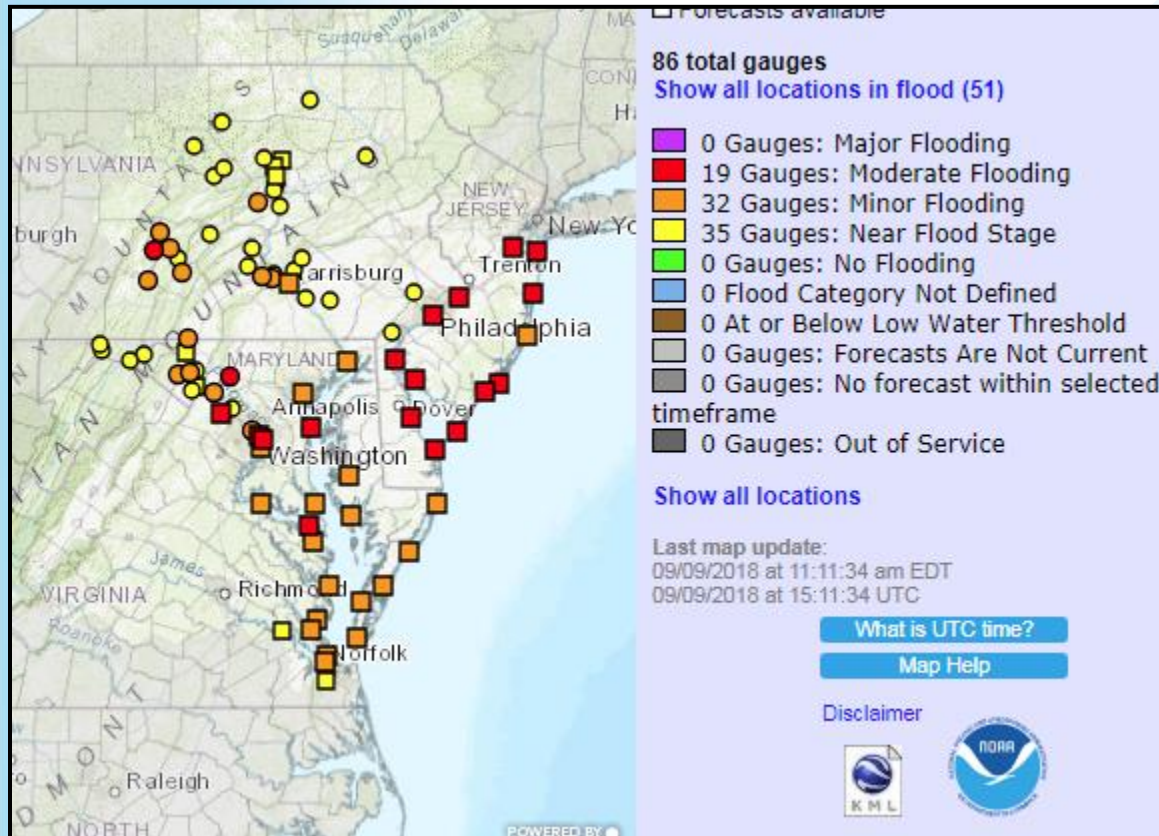 Forecasts available
86 total gauges
Show all locations in flood (51)
0 Gauges: Major Flooding
19 Gauges: Moderate Flooding
32 Gauges: Minor Flooding
35 Gauges: Near Flood Stage
0 Gauges: No Flooding
0 Flood Category Not Defined
0 At or Below Low Water Threshold
0 Gauges: Forecasts Are Not Current
0 Gauges: No forecast within selected
timeframe
0 Gauges: Out of Service
Show all locations
Last map update:
09/09/2018 at 11:11:34 am EDT
09/09/2018 at 15:11:34 UTC
What is UTC time?
Map Help
Disclaimer
KML
NOAA
Delaware
NNSYLVANIA
NEW
JERSEY
New Yo
burgh
Trenton
Harrisburg
Philadelphia
MARYLAND
Annapolis
Dover
Washington
James
Richmond
VIRGINIA
Roanoke
Norfolk
Raleigh
NORTH
POWERED BY